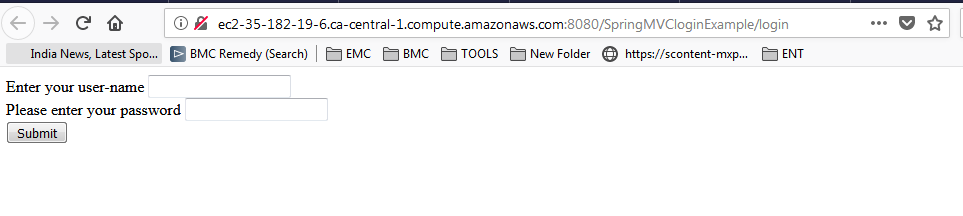 ec2-35-182-19-6.ca-central-1.compute.amazonaws.com:8080/SpringMVCloginExample/login
India News, Latest Spo... BMC Remedy (Search) EMC BMC TOOLS New Folder https://scontent-mxp... ENT
Enter your user-name
Please enter your password
Submit